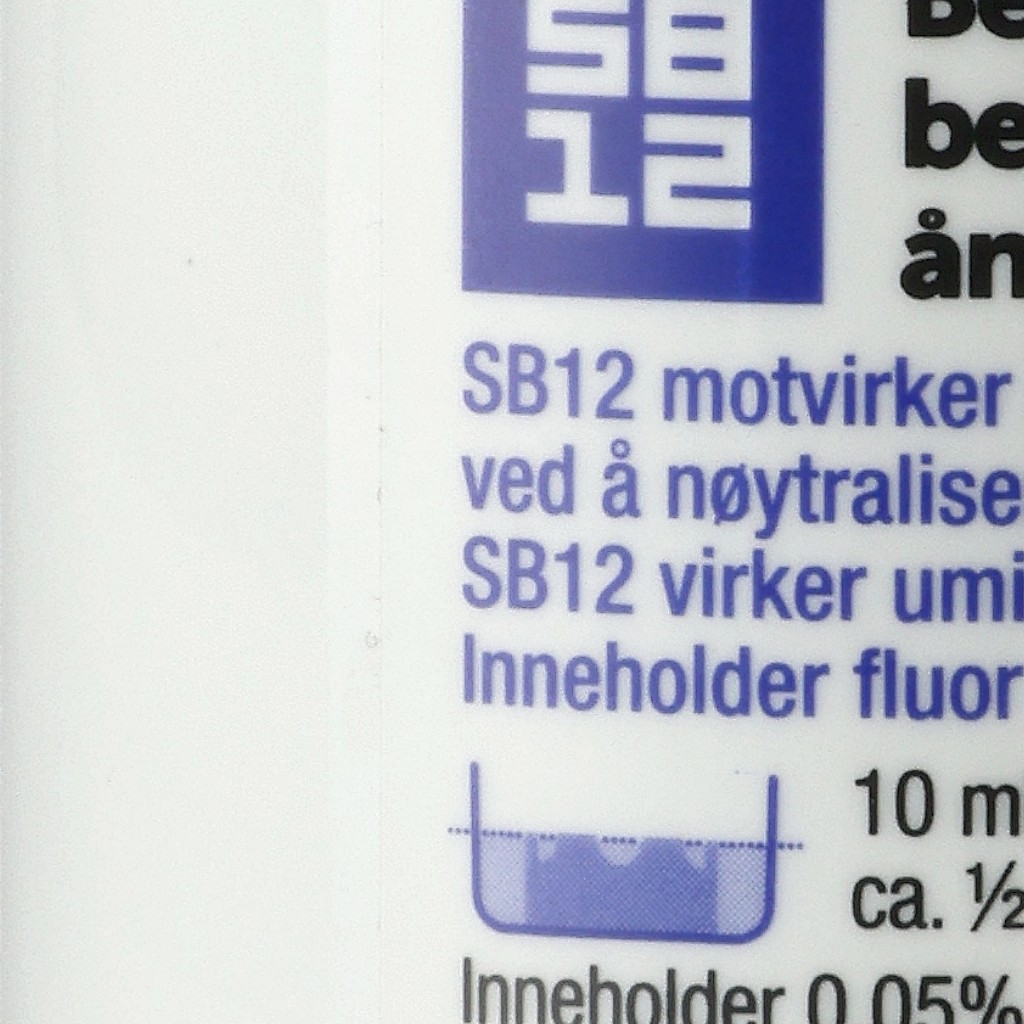 SB
12
Be
be
ån
SB12 motvirker
ved å nøytralise
SB12 virker umi
Inneholder fluor
10 m
ca. ½
Inneholder 0,05%